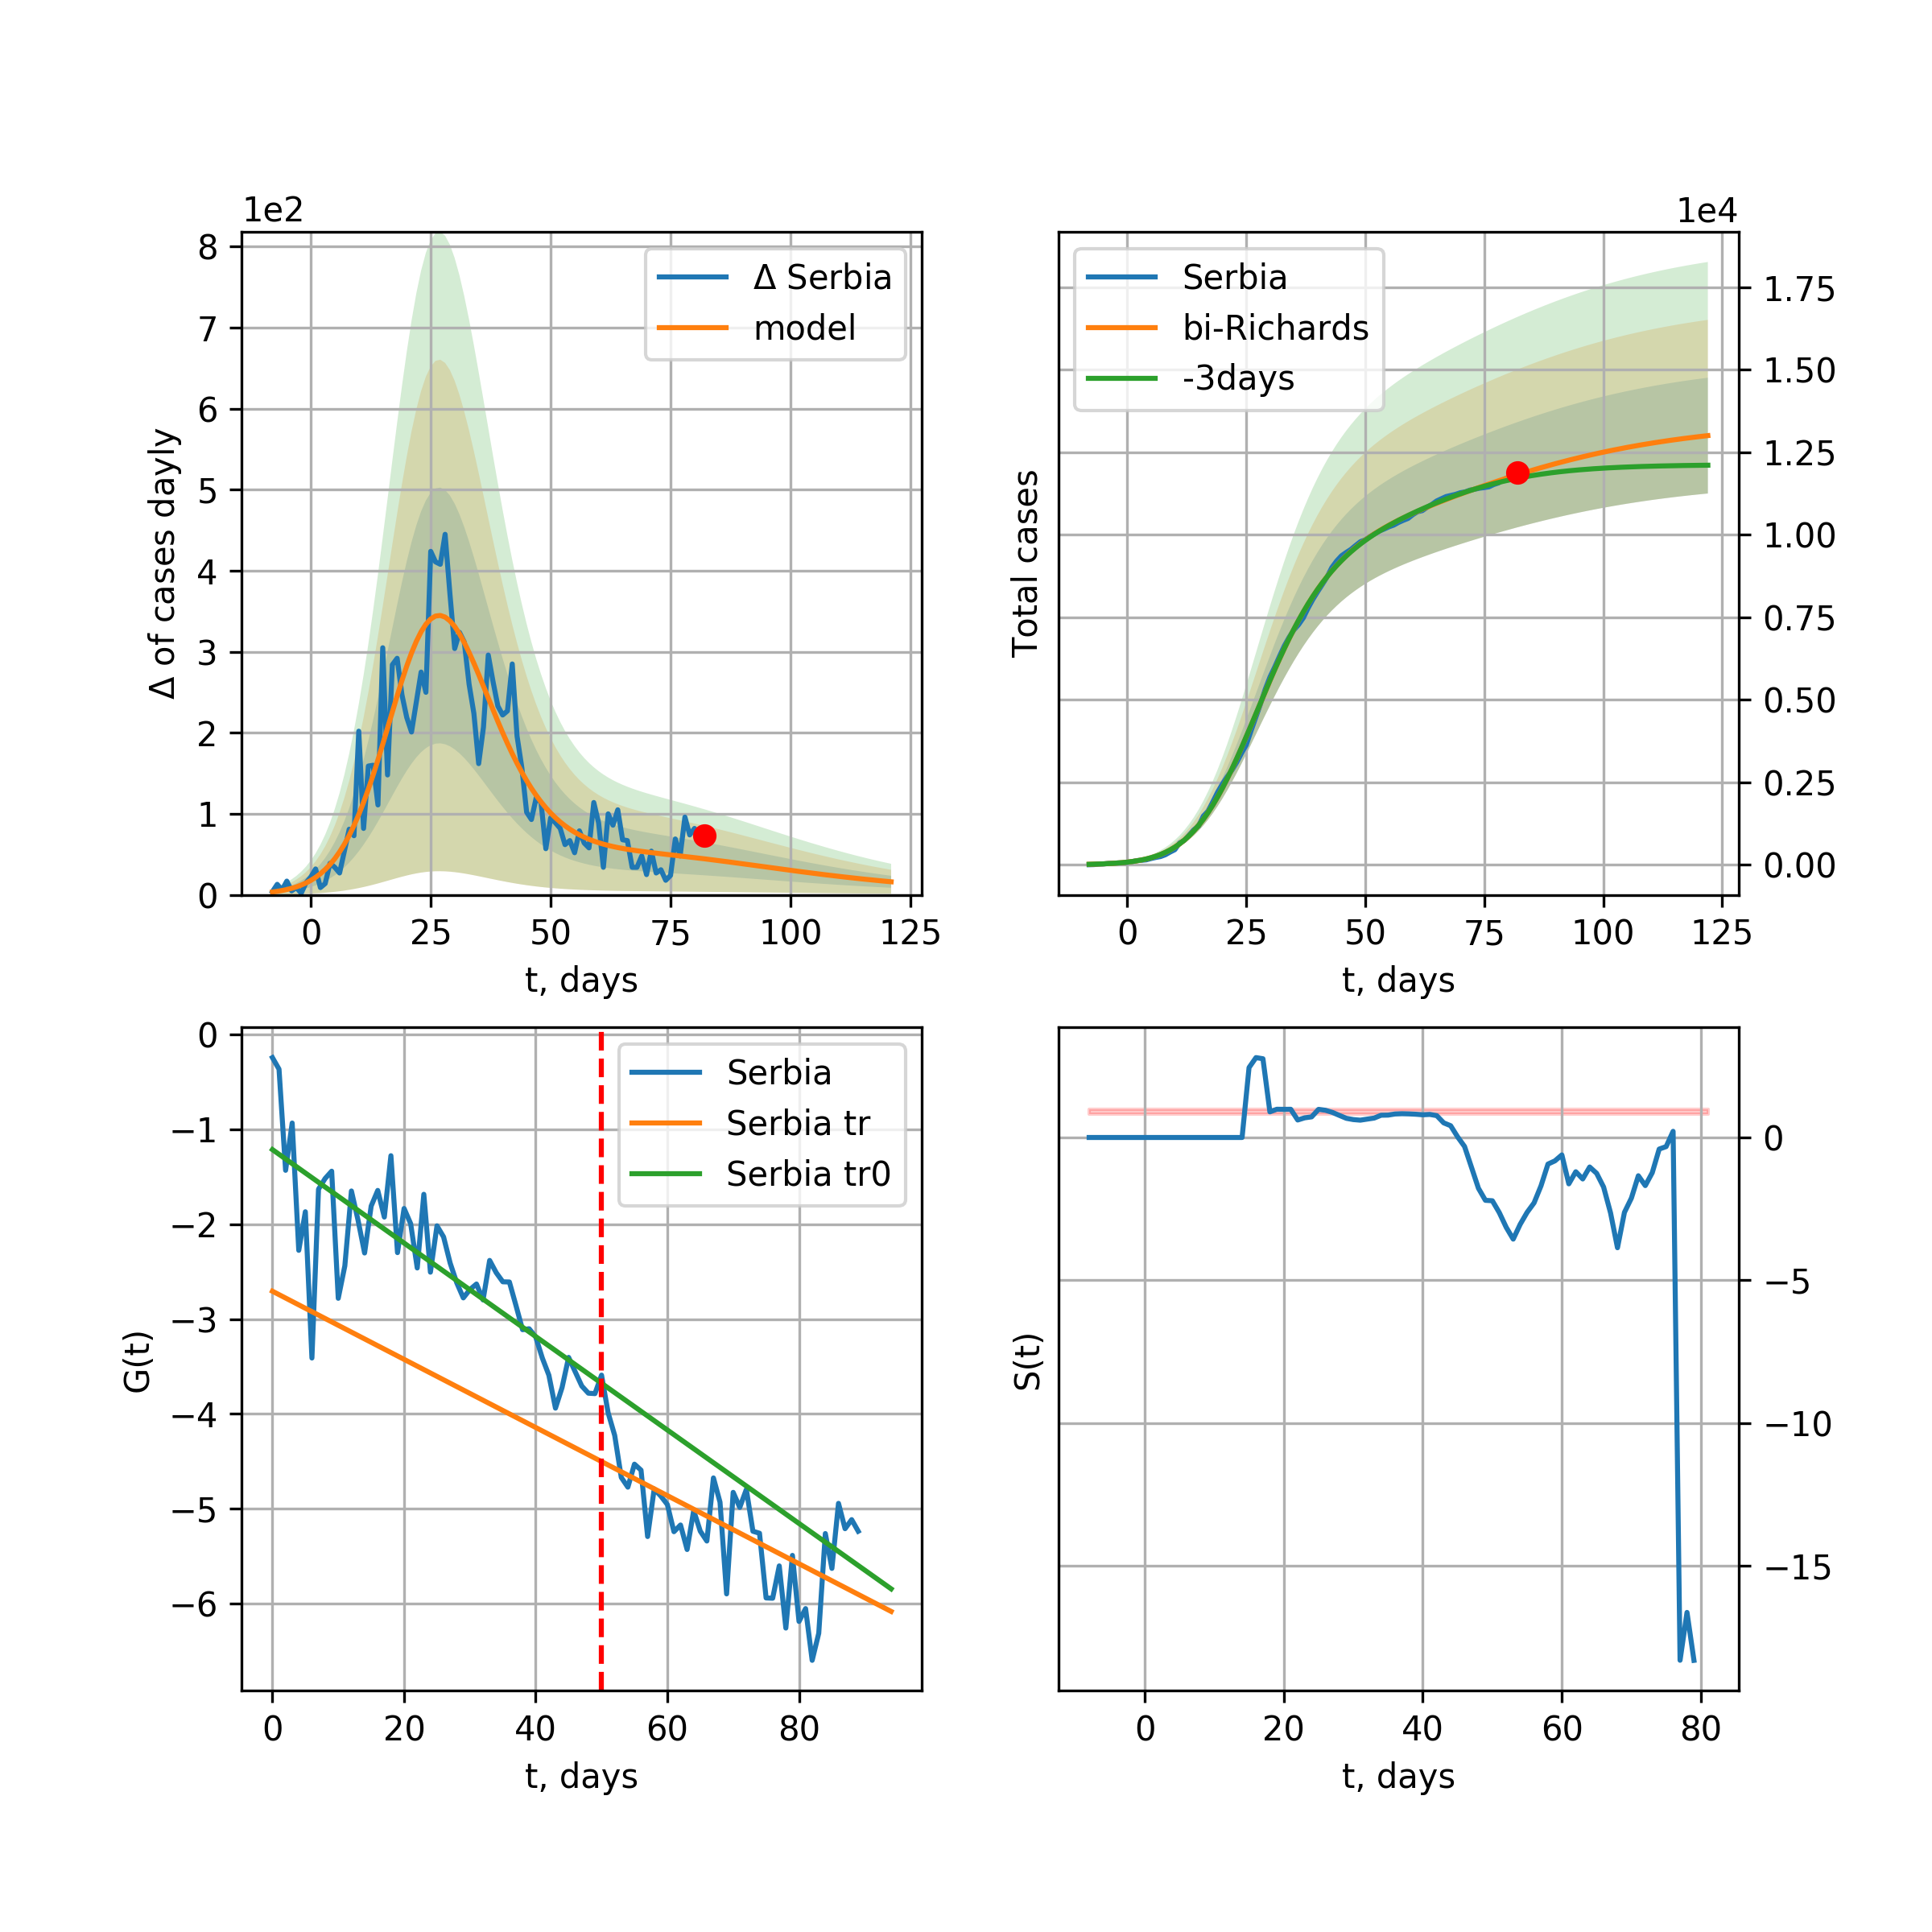 1e2
8
7
6
5
4
3
2
1
0
Δ of cases dayly
Δ Serbia
model
0 25 50 75 100 125
t, days
1e4
Total cases
Serbia
bi-Richards
-3days
1.75
1.50
1.25
1.00
0.75
0.50
0.25
0.00
0 25 50 75 100 125
t, days
0
−1
−2
−3
−4
−5
−6
G(t)
Serbia
Serbia tr
Serbia tr0
0 20 40 60 80
t, days
S(t)
0
−5
−10
−15
0 20 40 60 80
t, days